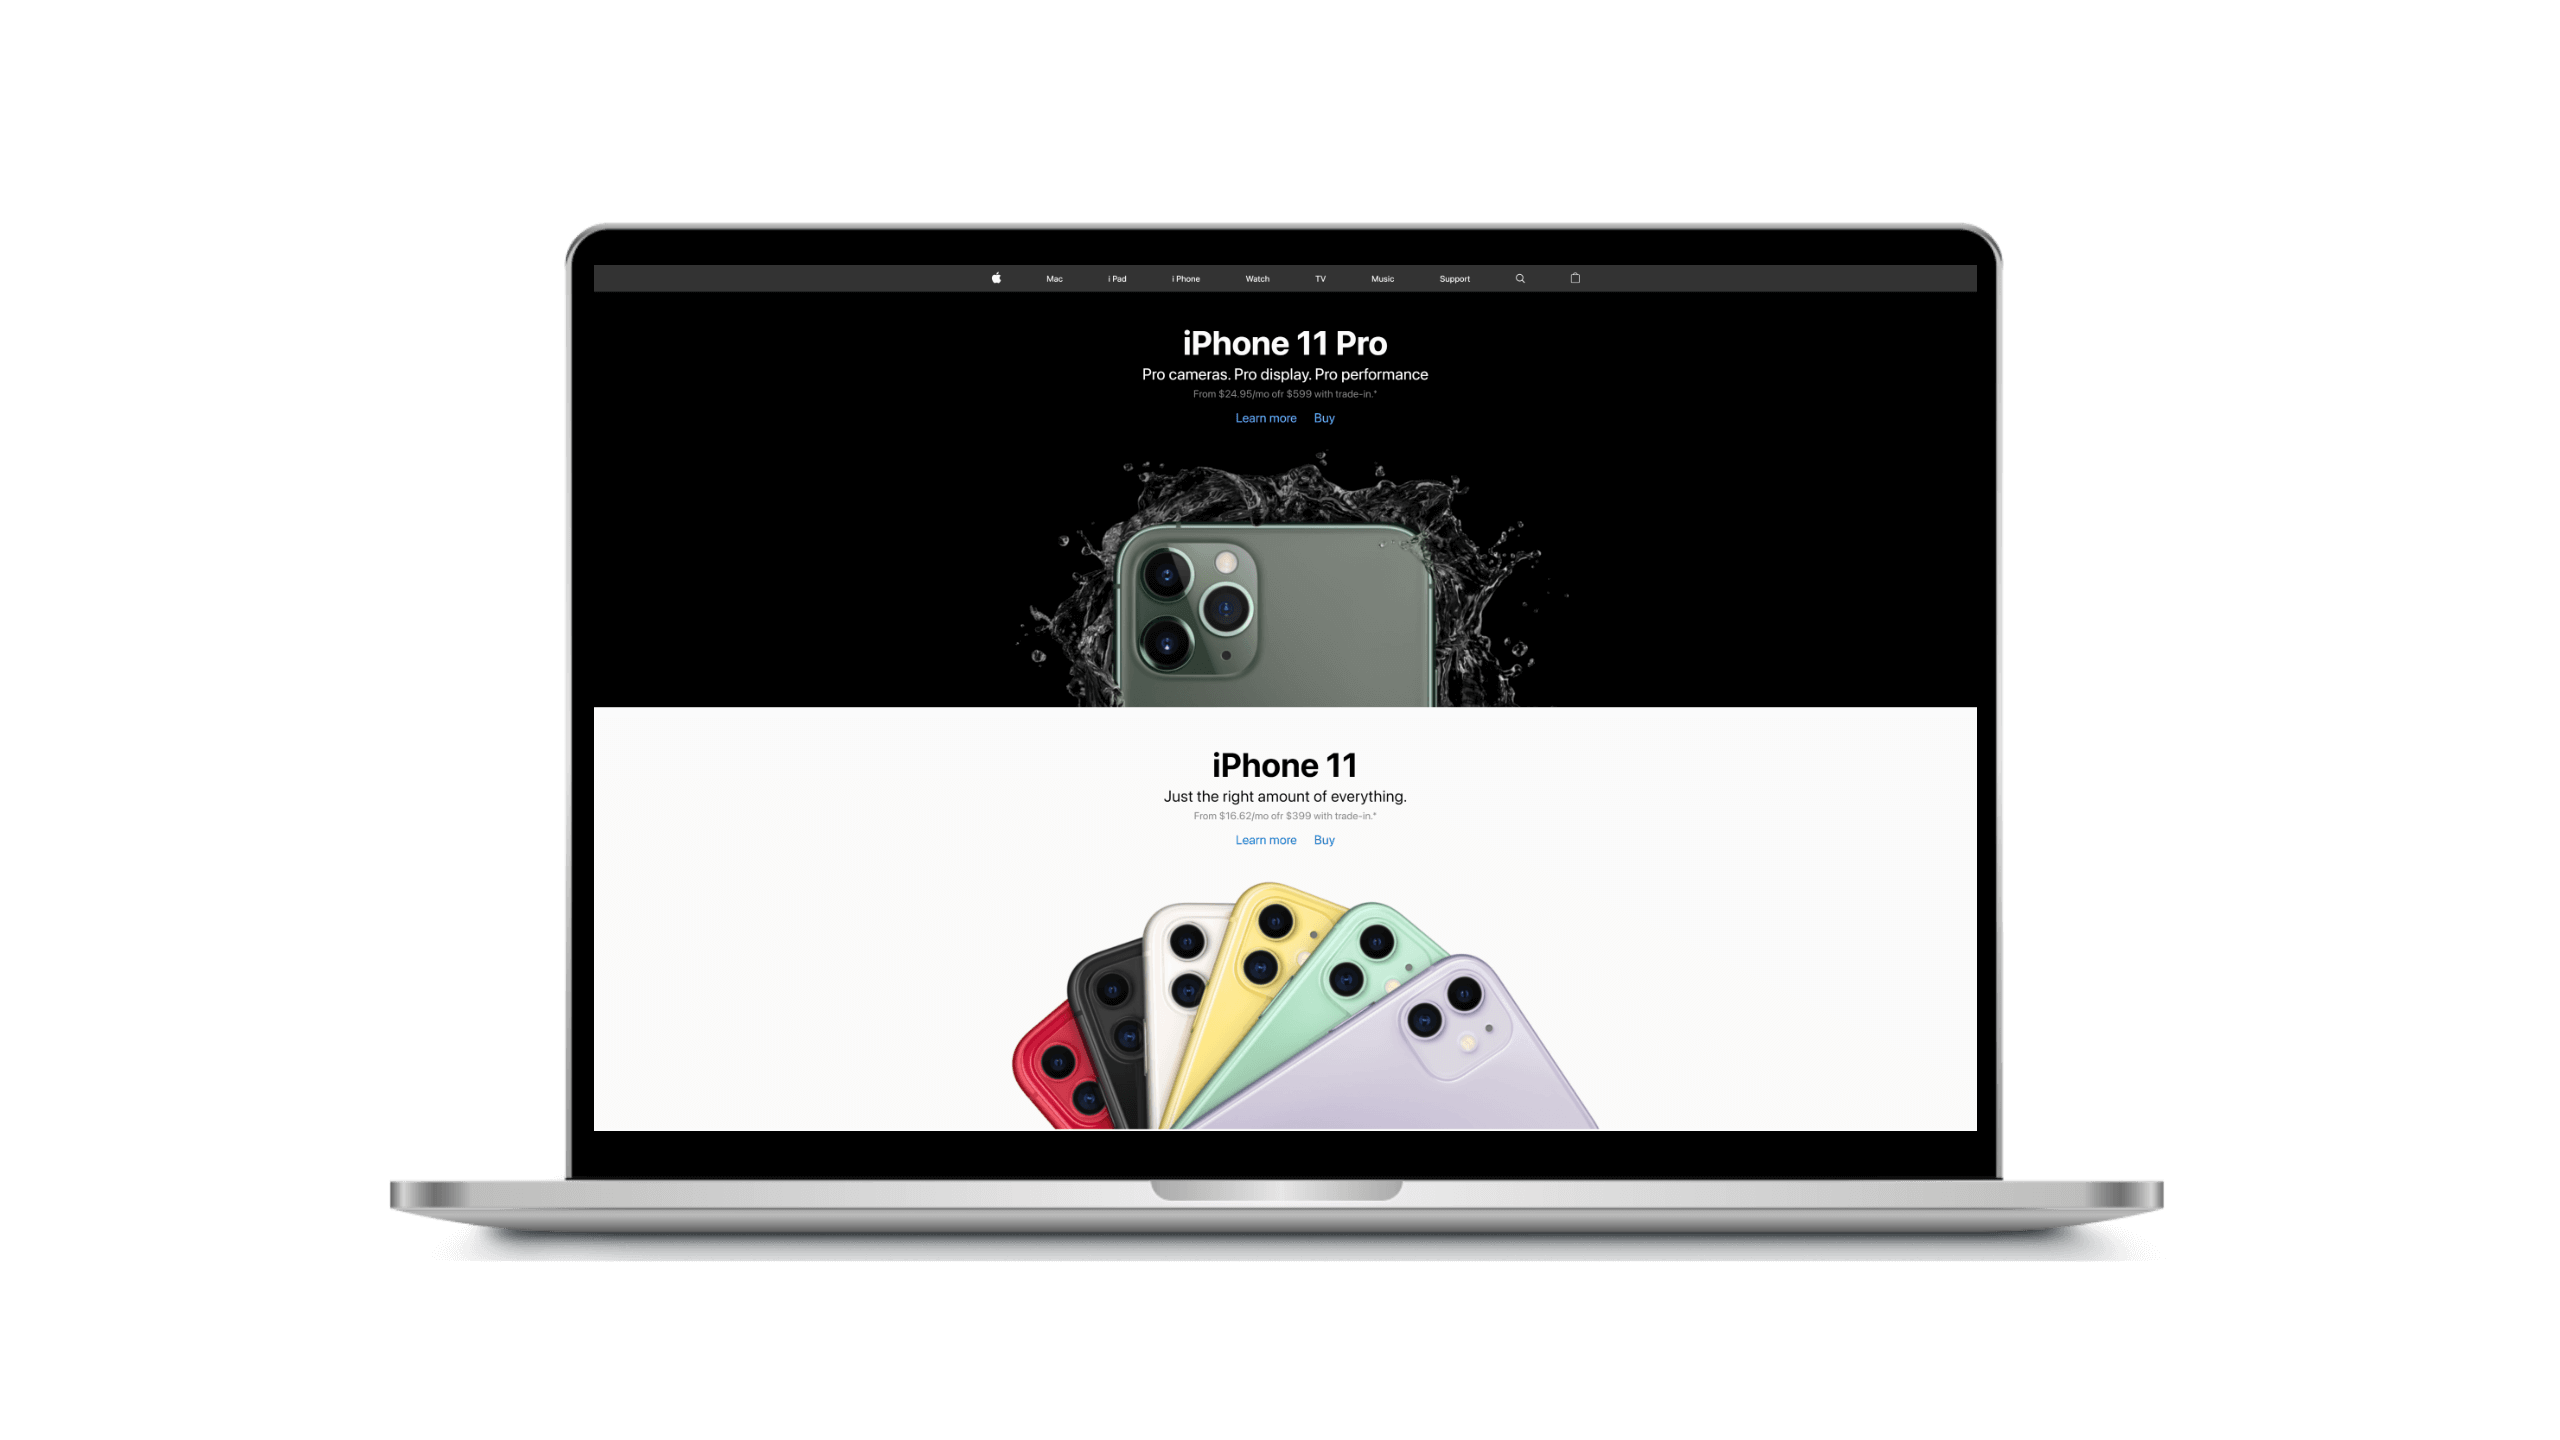 Mac i Pad i Phone Watch TV Music Support
iPhone 11 Pro
Pro cameras. Pro display. Pro performance
From $24.95/mo ofr $599 with trade-in.*
Learn more Buy
iPhone 11
Just the right amount of everything.
From $16.62/mo ofr $399 with trade-in.*
Learn more Buy